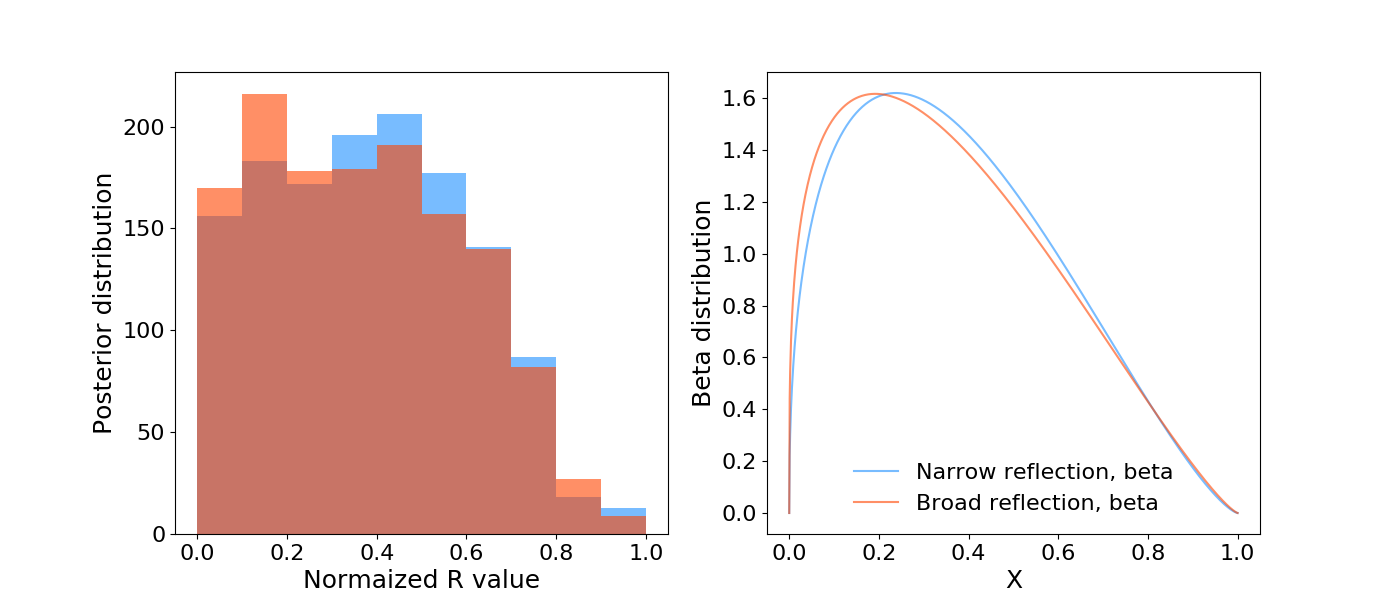 Posterior distribution
200
150
100
50
0
0.0 0.2 0.4 0.6 0.8 1.0
Normaized R value
Beta distribution
1.6
1.4
1.2
1.0
0.8
0.6
0.4
0.2
0.0
Narrow reflection, beta
Broad reflection, beta
0.0 0.2 0.4 0.6 0.8 1.0
X